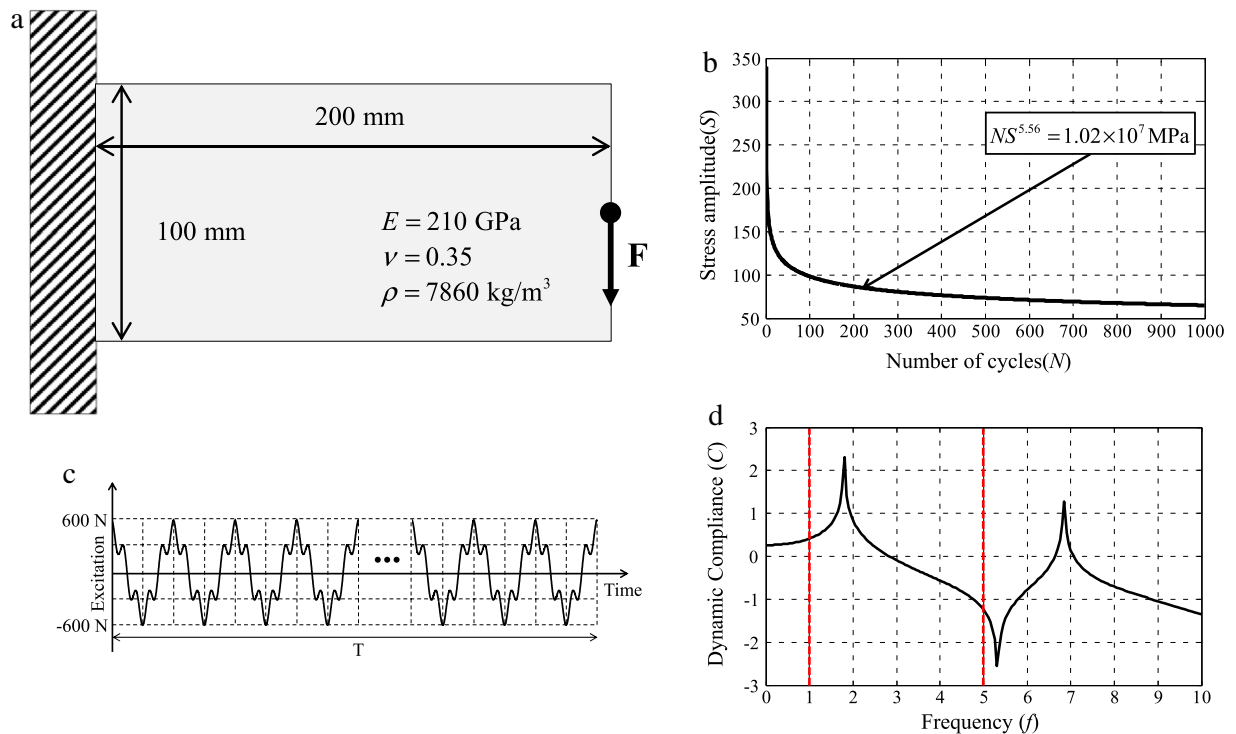 a
200 mm
100 mm
E = 210 GPa
ν = 0.35
ρ = 7860 kg/m³
F
b
Stress amplitude(S)
350
300
250
200
150
100
50
NS^5.56 = 1.02×10^7 MPa
0 100 200 300 400 500 600 700 800 900 1000
Number of cycles(N)
c
Excitation
600 N
-600 N
•••
Time
T
d
Dynamic Compliance (C)
3
2
1
0
-1
-2
-3
0 1 2 3 4 5 6 7 8 9 10
Frequency (f)